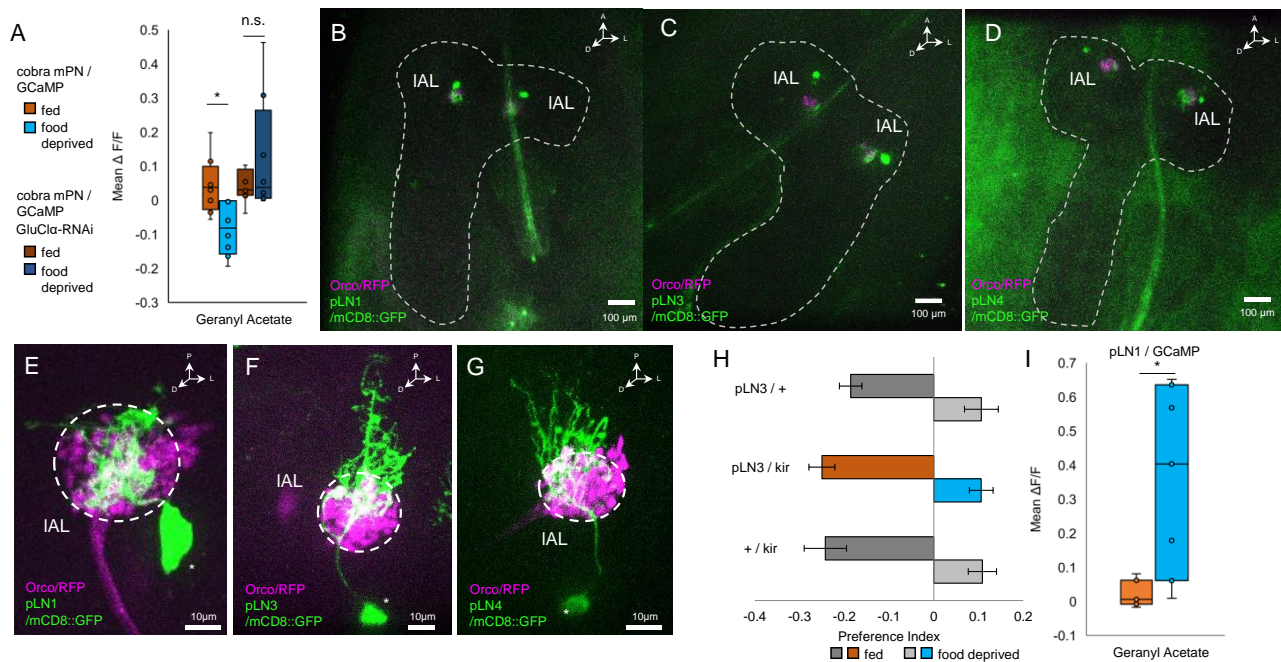 A
cobra mPN /
GCaMP
fed
food
deprived
cobra mPN /
GCaMP
GluClα-RNAi
fed
food
deprived
Mean Δ F/F
0.5
0.4
0.3
0.2
0.1
0
-0.1
-0.2
-0.3
*
n.s.
Geranyl Acetate
B
A
D
L
IAL
IAL
Orco/RFP
pLN1
/mCD8::GFP
100 µm
C
A
D
L
IAL
IAL
Orco/RFP
pLN3
/mCD8::GFP
100 µm
D
A
D
L
IAL
IAL
Orco/RFP
pLN4
/mCD8::GFP
100 µm
E
P
D
L
IAL
*
Orco/RFP
pLN1
/mCD8::GFP
10µm
F
P
D
L
IAL
*
Orco/RFP
pLN3
/mCD8::GFP
10µm
G
P
D
L
IAL
*
Orco/RFP
pLN4
/mCD8::GFP
10µm
H
pLN3 / +
pLN3 / kir
+ / kir
-0.4
-0.3
-0.2
-0.1
0
0.1
0.2
Preference Index
fed
food deprived
I
pLN1 / GCaMP
*
Mean ΔF/F
0.7
0.6
0.5
0.4
0.3
0.2
0.1
0
-0.1
Geranyl Acetate